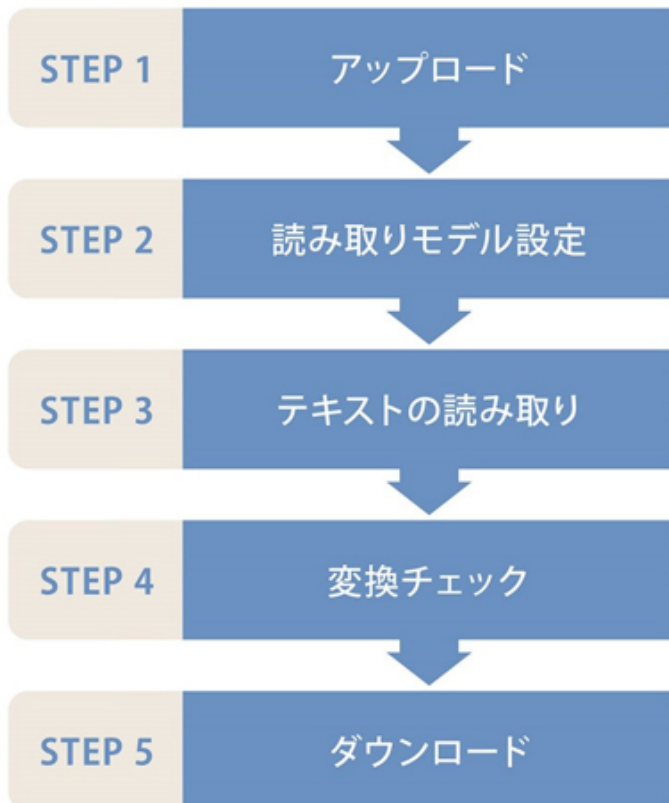 STEP 1 アップロード
STEP 2 読み取りモデル設定
STEP 3 テキストの読み取り
STEP 4 変換チェック
STEP 5 ダウンロード